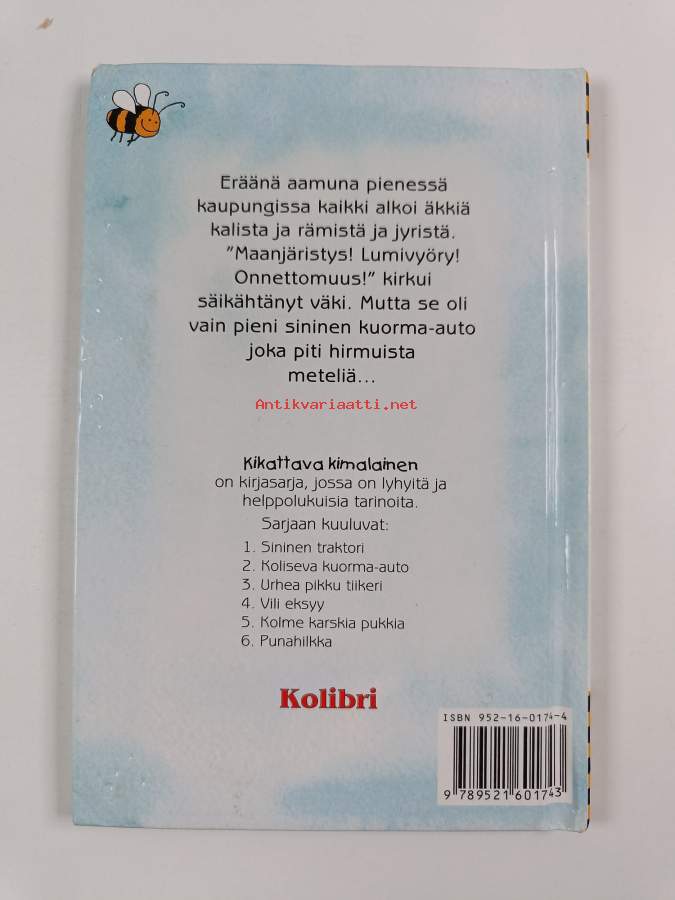 Eräänä aamuna pienessä
kaupungissa kaikki alkoi äkkiä
kalista ja rämistä ja jyristä.
”Maanjäristys! Lumivyöry!
Onnettomuus!” kirkui
säikähtänyt väki. Mutta se oli
vain pieni sininen kuorma-auto
joka piti hirmuista
meteliä...
Antikvariaatti.net
Kikattava kimalainen
on kirjasarja, jossa on lyhyitä ja
helppolukuisia tarinoita.
Sarjaan kuuluvat:
1. Sininen traktori
2. Koliseva kuorma-auto
3. Urhea pikku tiikeri
4. Vili eksyy
5. Kolme karskia pukkia
6. Punahilkka
Kolibri
ISBN 952-16-0174-4
9 789521 601743